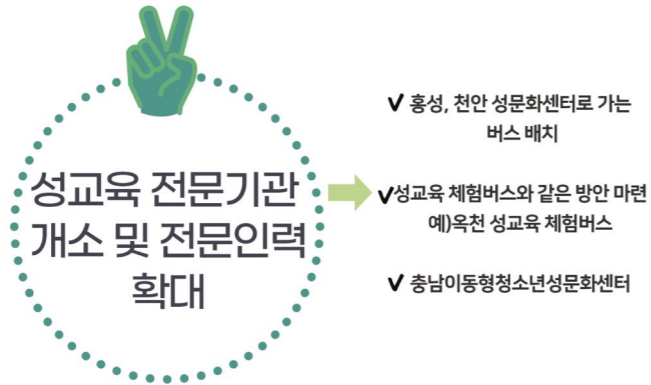 성교육 전문기관
개소 및 전문인력
확대
✔ 홍성, 천안 성문화센터로 가는
버스 배치
✔성교육 체험버스와 같은 방안 마련
예)옥천 성교육 체험버스
✔ 충남이동형청소년성문화센터